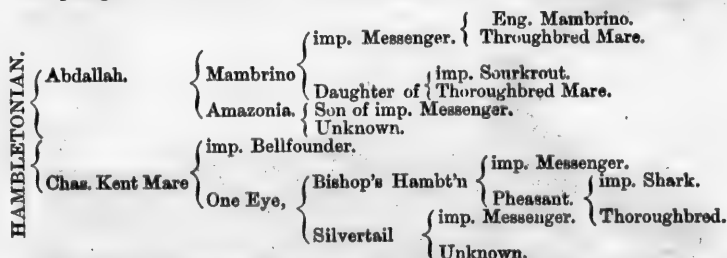 Eng. Mambrino.
imp. Messenger. Throughbred Mare.
Abdallah. Mambrino imp. Sourkrout.
Daughter of Thoroughbred Mare.
Amazonia. Son of imp. Messenger.
Unknown.
HAMBLETONIAN.
imp. Bellfounder.
Chas. Kent Mare imp. Messenger.
Bishop's Hambt'n imp. Shark.
One Eye, Pheasant.
imp. Messenger. Thoroughbred.
Silvertail
Unknown.